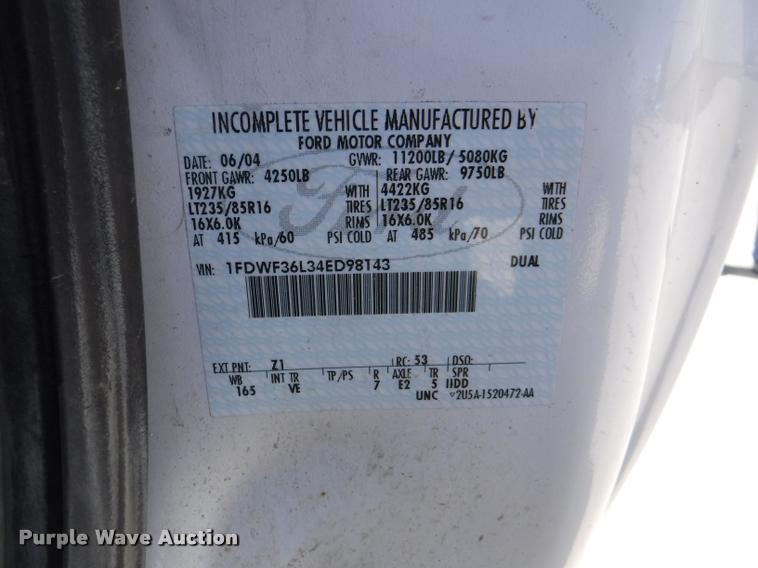 INCOMPLETE VEHICLE MANUFACTURED BY
FORD MOTOR COMPANY
DATE: 06/04 GVWR: 11200LB/ 5080KG
FRONT GAWR: 4250LB REAR GAWR: 9750LB
1927KG WITH 4422KG WITH
LT235/85R16 TIRES LT235/85R16 TIRES
16X6.0K RIMS 16X6.0K RIMS
AT 415 kPa/60 PSI COLD AT 485 kPa/70 PSI COLD
VIN: 1FDWF36L34ED98143 DUAL
Ford
EXT PNT: Z1 RC: 53 DSO:
WB INT TR TP/PS R AXLE TR SPR
165 VE 7 E2 5 IIDD
UNC 2U5A-1520472-AA
Purple Wave Auction